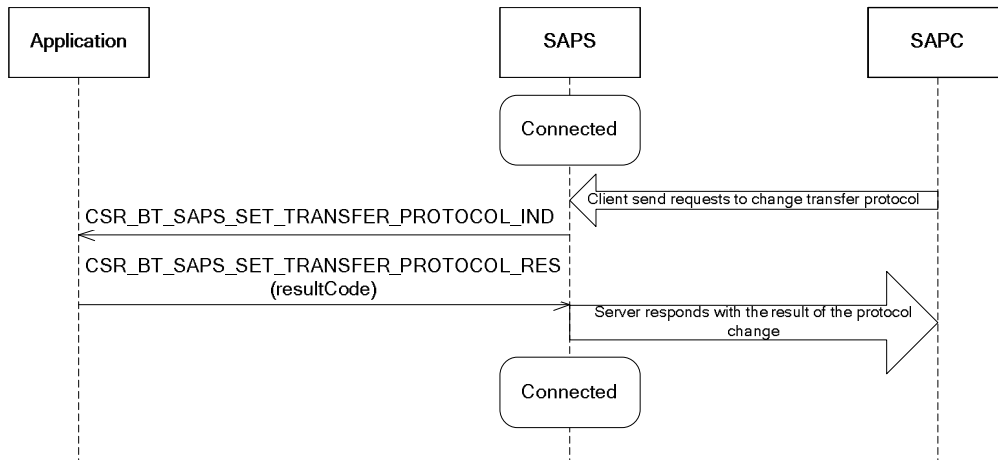 Application
SAPS
SAPC
Connected
Client send requests to change transfer protocol
CSR_BT_SAPS_SET_TRANSFER_PROTOCOL_IND
CSR_BT_SAPS_SET_TRANSFER_PROTOCOL_RES
(resultCode)
Server responds with the result of the protocol
change
Connected